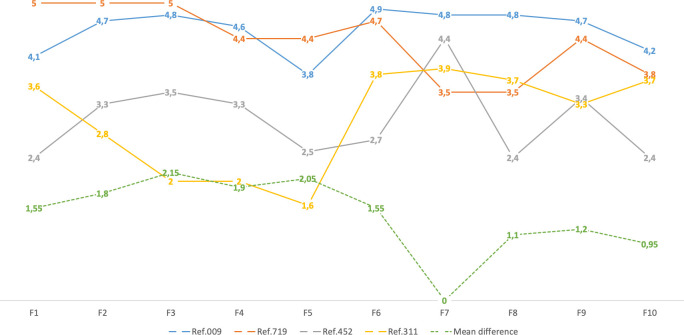 5 5 5
4,7 4,8 4,6 4,9 4,8 4,8 4,7
4,4 4,4 4,7 4,4 4,4
4,1 3,8 4,2
3,6 3,8 3,9 3,7 3,8
3,3 3,5 3,3 3,5 3,5 3,4 3,3 3,7
2,8 2,7
2,4 2,5 2,4 2,4
2,15 2 2 2,05
1,8 1,9
1,55 1,6 1,55
1,1 1,2 0,95
0
F1 F2 F3 F4 F5 F6 F7 F8 F9 F10
Ref.009 Ref.719 Ref.452 Ref.311 Mean difference